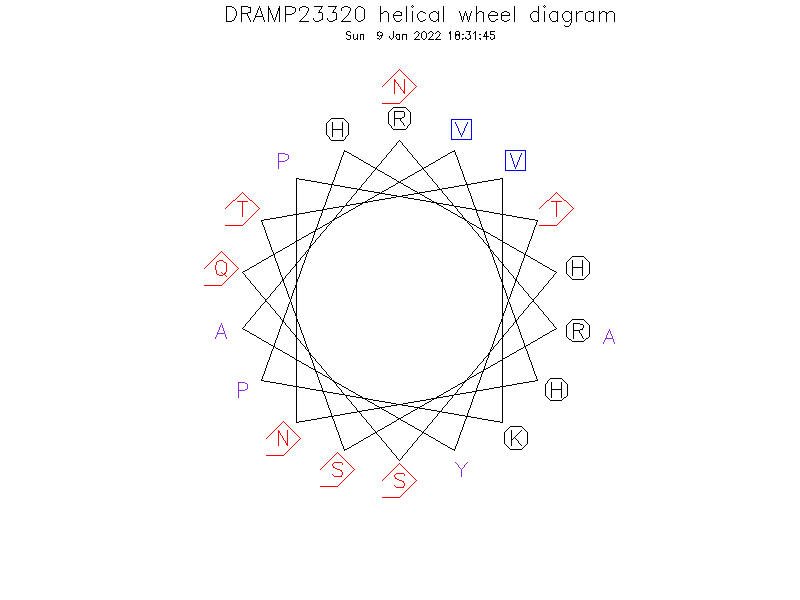 DRAMP23320 helical wheel diagram
Sun 9 Jan 2022 18:31:45
N
H R V
P V
T T
Q H
A R A
P H
N K
S Y
S